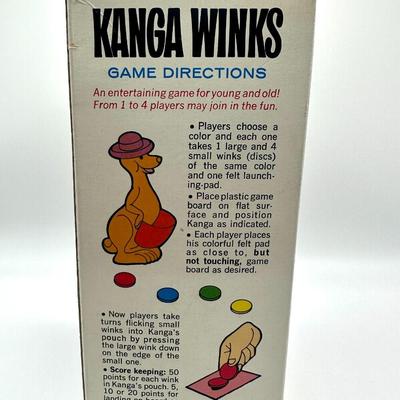 KANGA WINKS
GAME DIRECTIONS
An entertaining game for young and old!
From 1 to 4 players may join in the fun.
• Players choose a
color and each one
takes 1 large and 4
small winks (discs)
of the same color
and one felt launch-
ing-pad.
• Place plastic game
board on flat sur-
face and position
Kanga as indicated.
• Each player places
his colorful felt pad
as close to, but
not touching, game
board as desired.
• Now players take
turns flicking small
winks into Kanga's
pouch by pressing
the large wink down
on the edge of the
small one.
• Score keeping: 50
points for each wink
in Kanga's pouch. 5,
10 or 20 points for
landing on